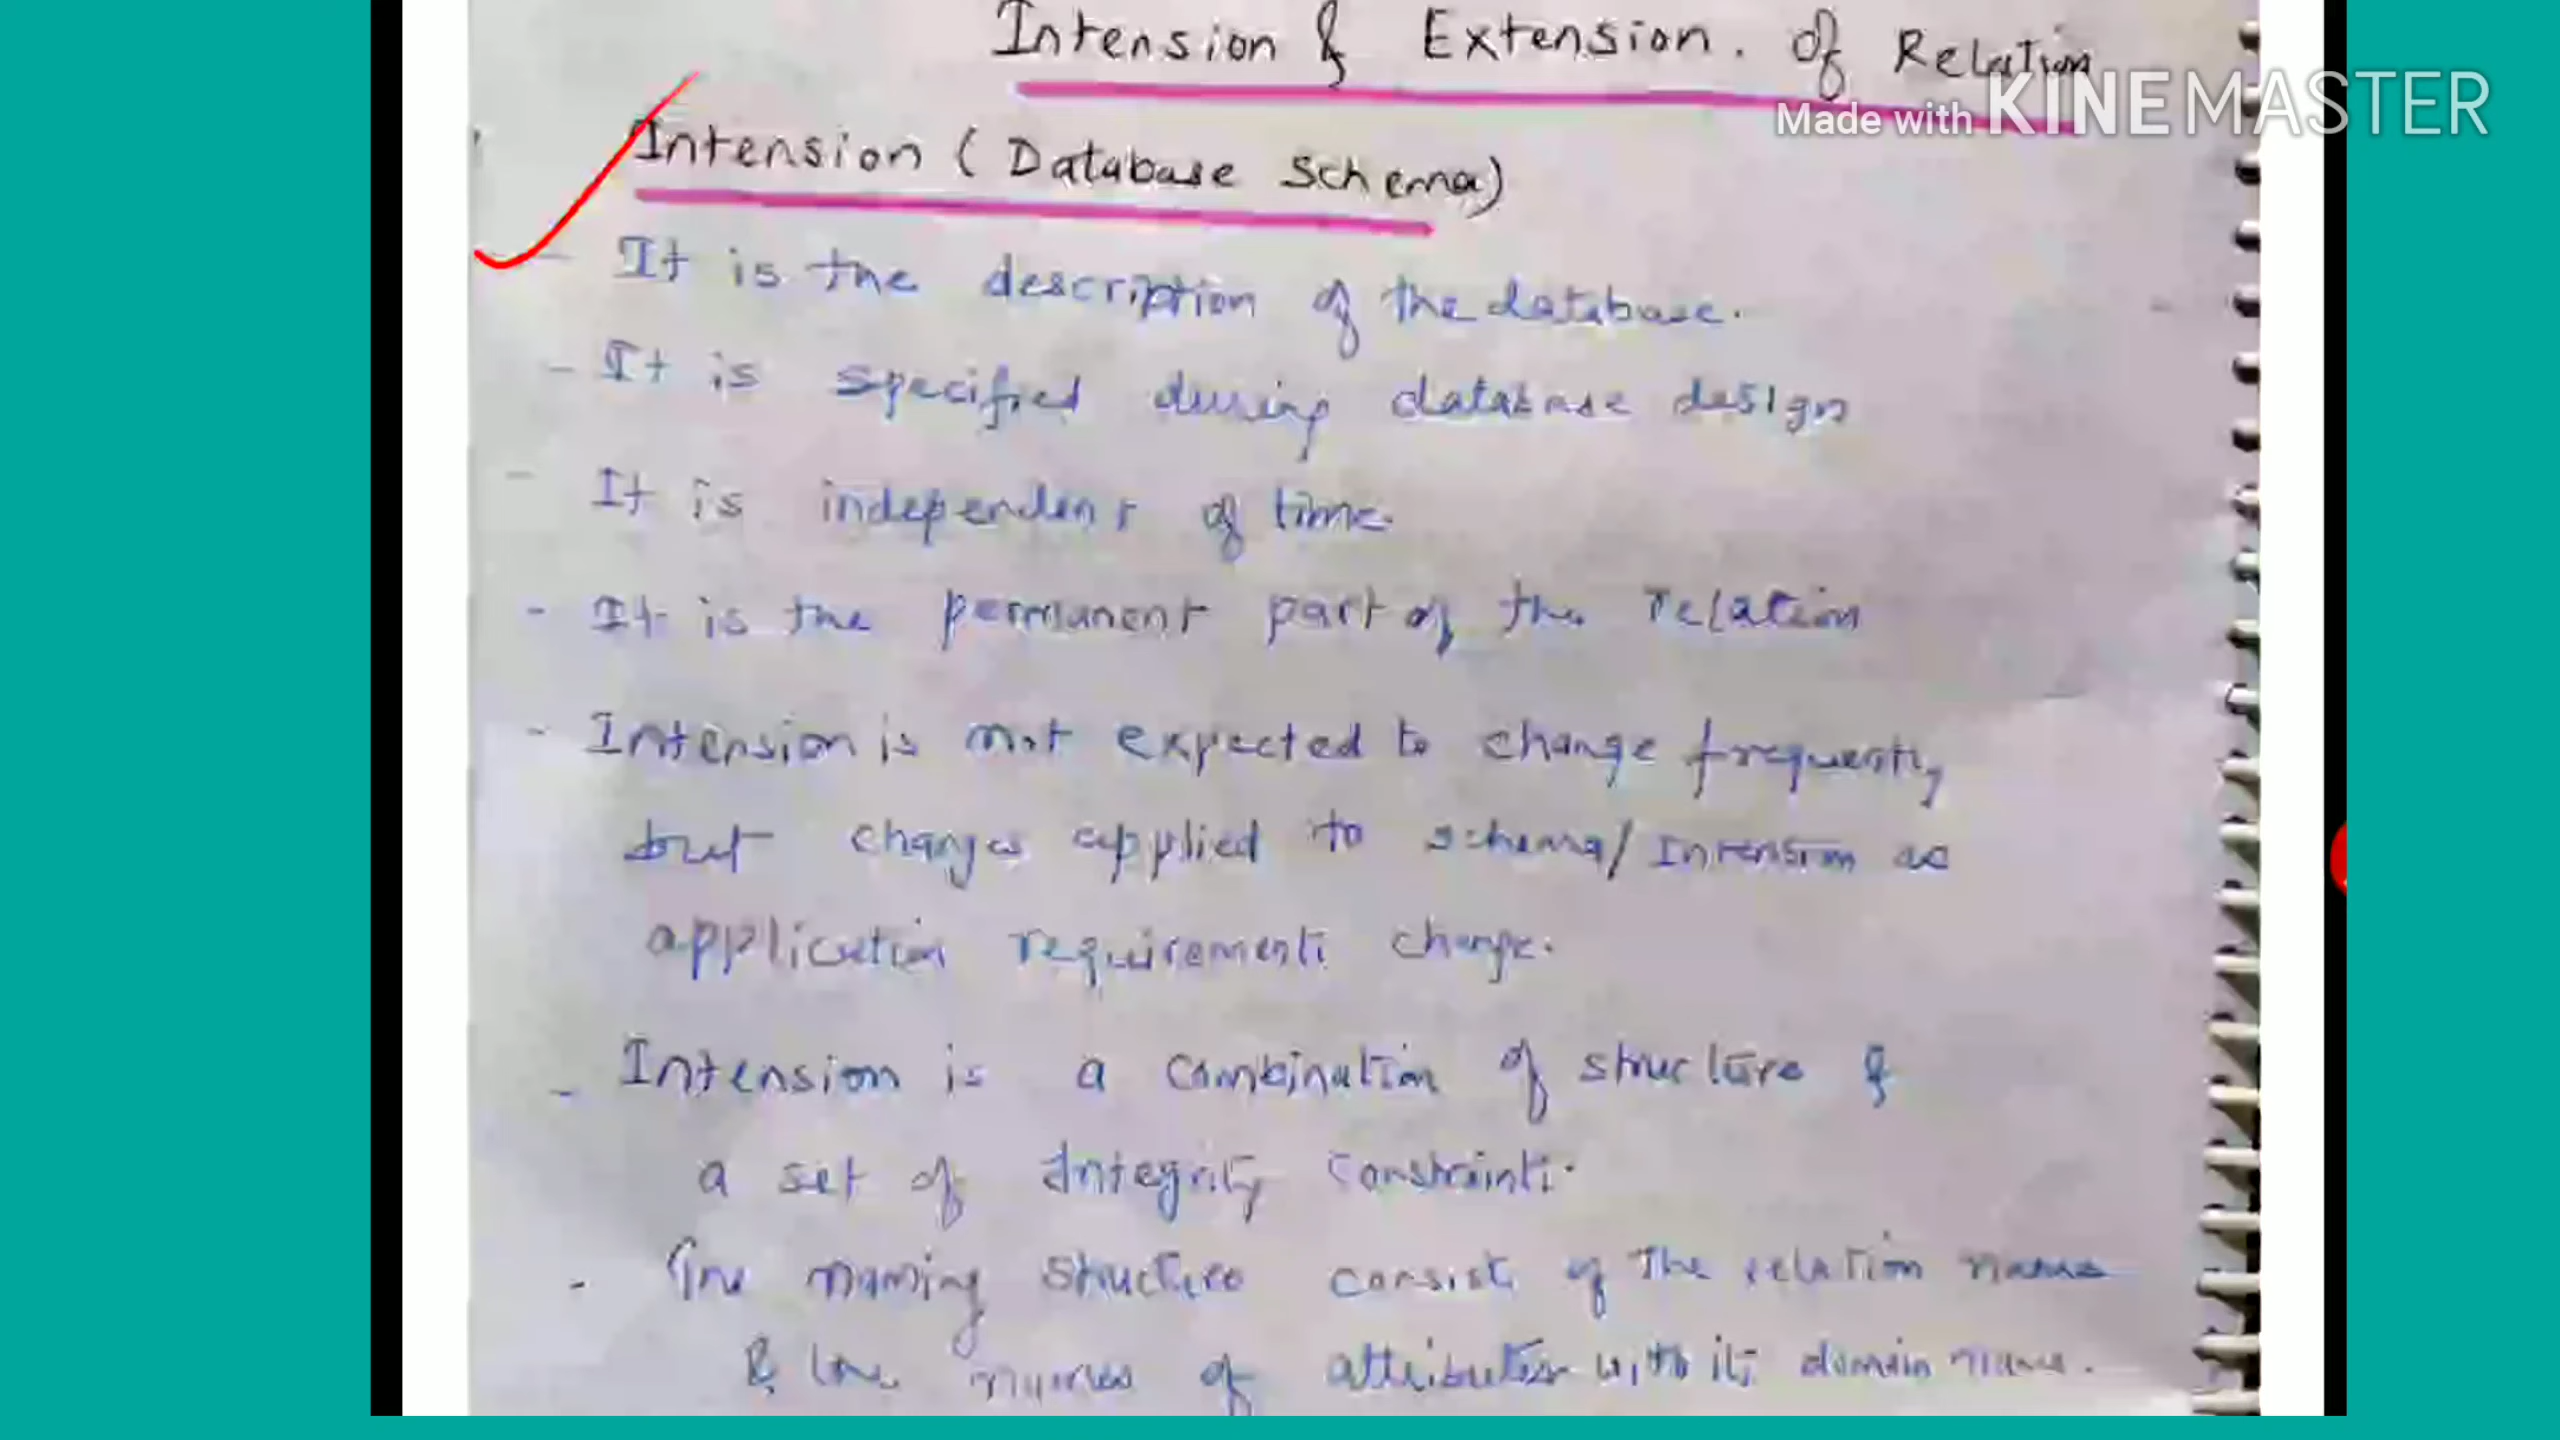 Intension & Extension. of Relation
Made with KINEMASTER
Intension (Database Schema)
- It is the description of the database.
- It is specified during database design
- It is independent of time.
- It is the permanent part of the relation
- Intension is not expected to change frequently
but changes applied to schema/Intension as
application requirements change.
- Intension is a combination of structure &
a set of Integrity constraints.
- The naming structure consist of the relation name
& the names of attributes with its domain name.